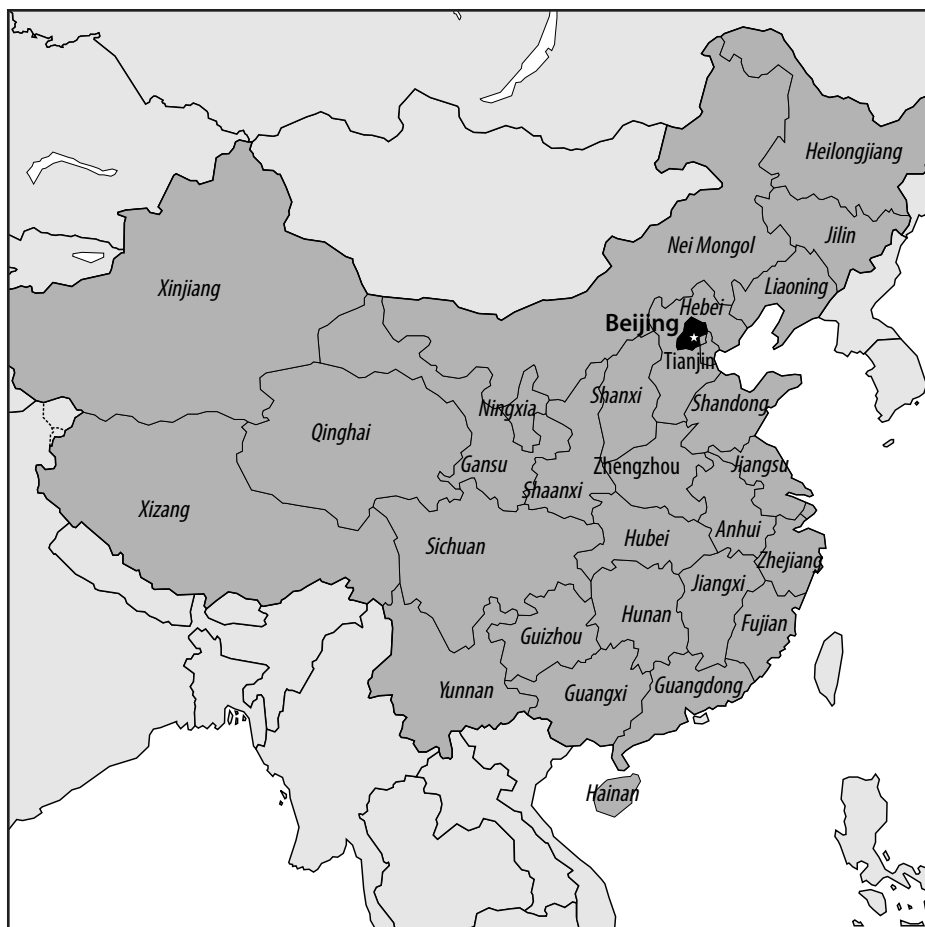 Heilongjiang
Jilin
Nei Mongol
Liaoning
Xinjiang
Hebei
Beijing
Tianjin
Shanxi
Shandong
Ningxia
Qinghai
Gansu
Zhengzhou
Jiangsu
Shaanxi
Xizang
Anhui
Hubei
Sichuan
Zhejiang
Jiangxi
Hunan
Fujian
Guizhou
Guangdong
Yunnan
Guangxi
Hainan